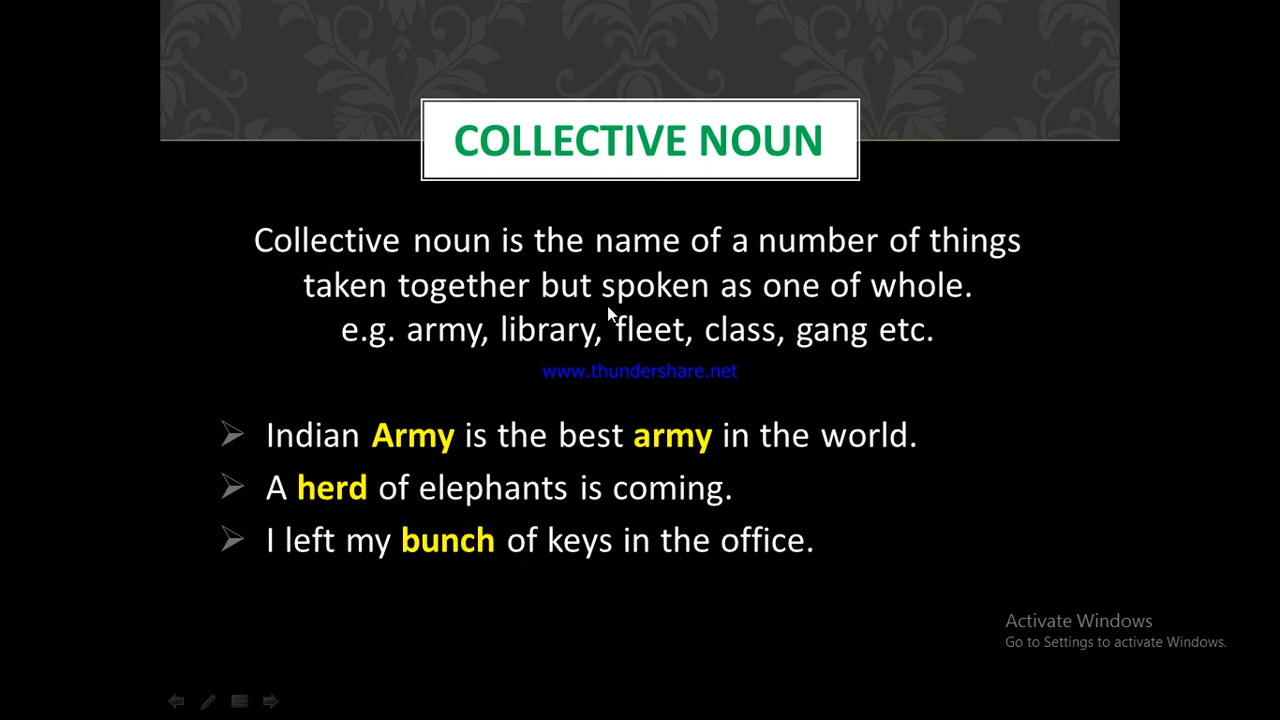 COLLECTIVE NOUN
Collective noun is the name of a number of things
taken together but spoken as one of whole.
e.g. army, library, fleet, class, gang etc.
www.thundershare.net
Indian Army is the best army in the world.
A herd of elephants is coming.
I left my bunch of keys in the office.
Activate Windows
Go to Settings to activate Windows.